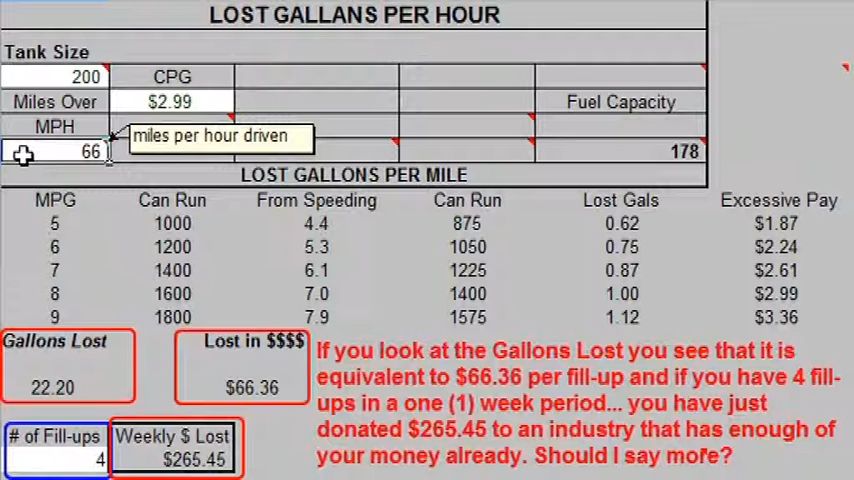 LOST GALLANS PER HOUR
Tank Size
200 CPG
Miles Over $2.99 Fuel Capacity
MPH miles per hour driven
66 178
LOST GALLONS PER MILE
MPG Can Run From Speeding Can Run Lost Gals Excessive Pay
5 1000 4.4 875 0.62 $1.87
6 1200 5.3 1050 0.75 $2.24
7 1400 6.1 1225 0.87 $2.61
8 1600 7.0 1400 1.00 $2.99
9 1800 7.9 1575 1.12 $3.36
Gallons Lost
22.20
Lost in $$$$
$66.36
If you look at the Gallons Lost you see that it is
equivalent to $66.36 per fill-up and if you have 4 fill-
ups in a one (1) week period... you have just
donated $265.45 to an industry that has enough of
your money already. Should I say more?
# of Fill-ups Weekly $ Lost
4 $265.45